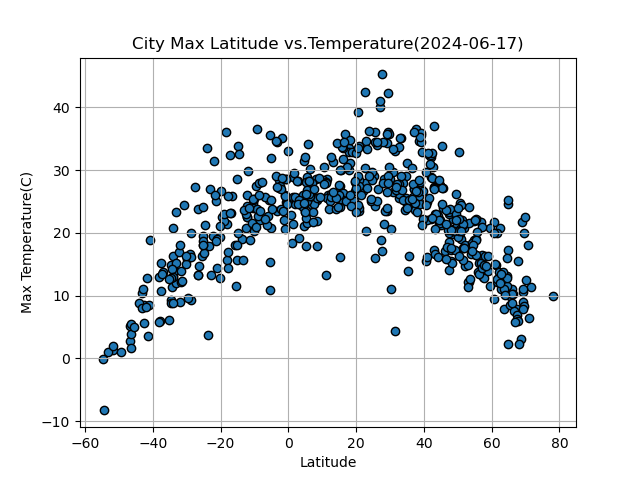 City Max Latitude vs.Temperature(2024-06-17)
Max Temperature(C)
40
30
20
10
0
−10
−60 −40 −20 0 20 40 60 80
Latitude